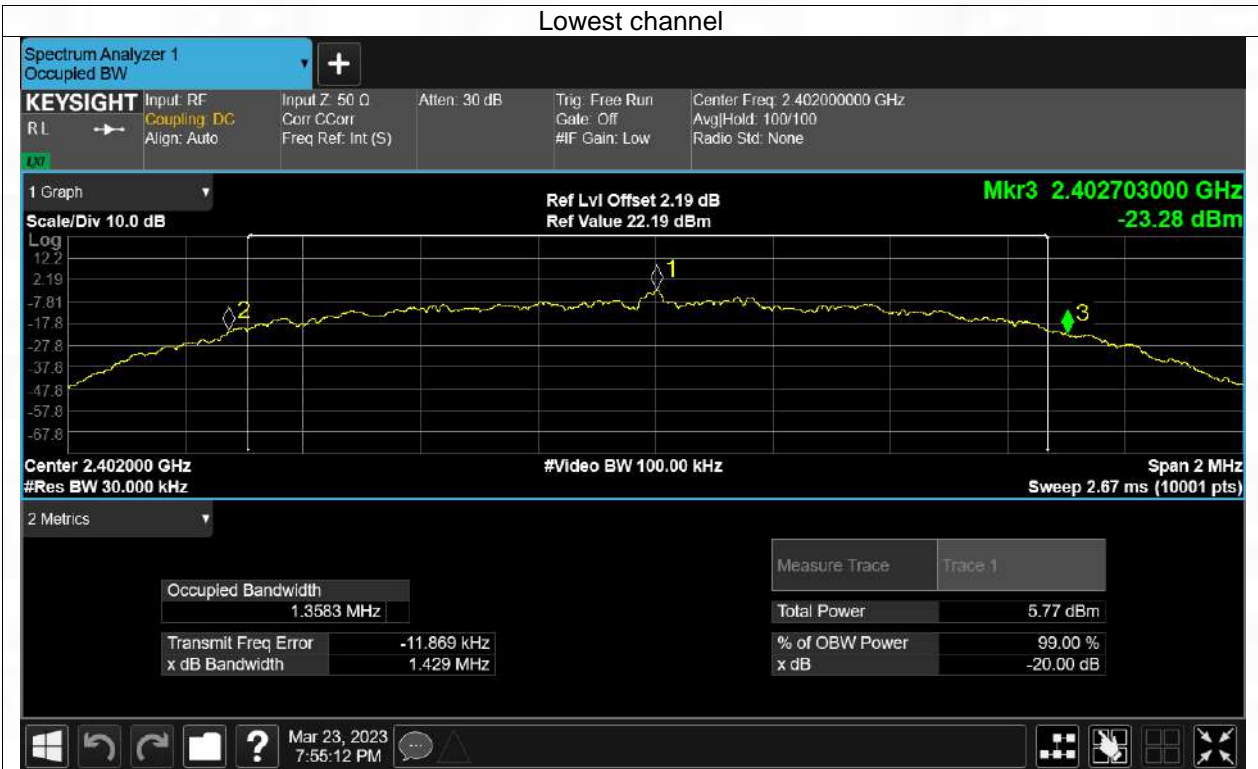 Lowest channel
Spectrum Analyzer 1
Occupied BW
+
KEYSIGHT
RL
LXI
Input: RF
Coupling: DC
Align: Auto
Input Z: 50 Ω
Corr CCorr
Freq Ref: Int (S)
Atten: 30 dB
Trig: Free Run
Gate: Off
#IF Gain: Low
Center Freq: 2.402000000 GHz
Avg|Hold: 100/100
Radio Std: None
1 Graph
Scale/Div 10.0 dB
Ref Lvl Offset 2.19 dB
Ref Value 22.19 dBm
Mkr3 2.402703000 GHz
-23.28 dBm
Log
12.2
2.19
-7.81
-17.8
-27.8
-37.8
-47.8
-57.8
-67.8
1
2
3
Center 2.402000 GHz
#Video BW 100.00 kHz
Span 2 MHz
#Res BW 30.000 kHz
Sweep 2.67 ms (10001 pts)
2 Metrics
Measure Trace
Trace 1
Occupied Bandwidth
1.3583 MHz
Total Power
5.77 dBm
Transmit Freq Error
-11.869 kHz
% of OBW Power
99.00 %
x dB Bandwidth
1.429 MHz
x dB
-20.00 dB
?
Mar 23, 2023
7:55:12 PM